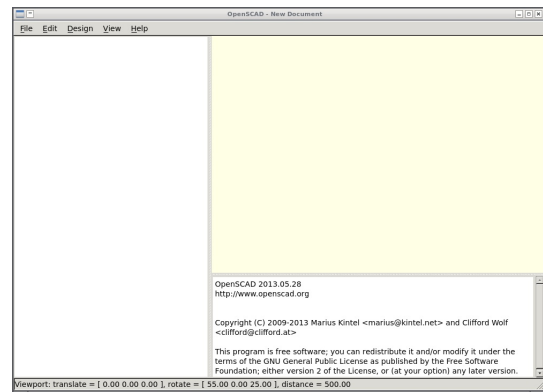 OpenSCAD - New Document
File Edit Design View Help
OpenSCAD 2013.05.28
http://www.openscad.org
Copyright (C) 2009-2013 Marius Kintel <marius@kintel.net> and Clifford Wolf
<clifford@clifford.at>
This program is free software; you can redistribute it and/or modify it under the
terms of the GNU General Public License as published by the Free Software
Foundation; either version 2 of the License, or (at your option) any later version.
Viewport: translate = [ 0.00 0.00 0.00 ], rotate = [ 55.00 0.00 25.00 ], distance = 500.00